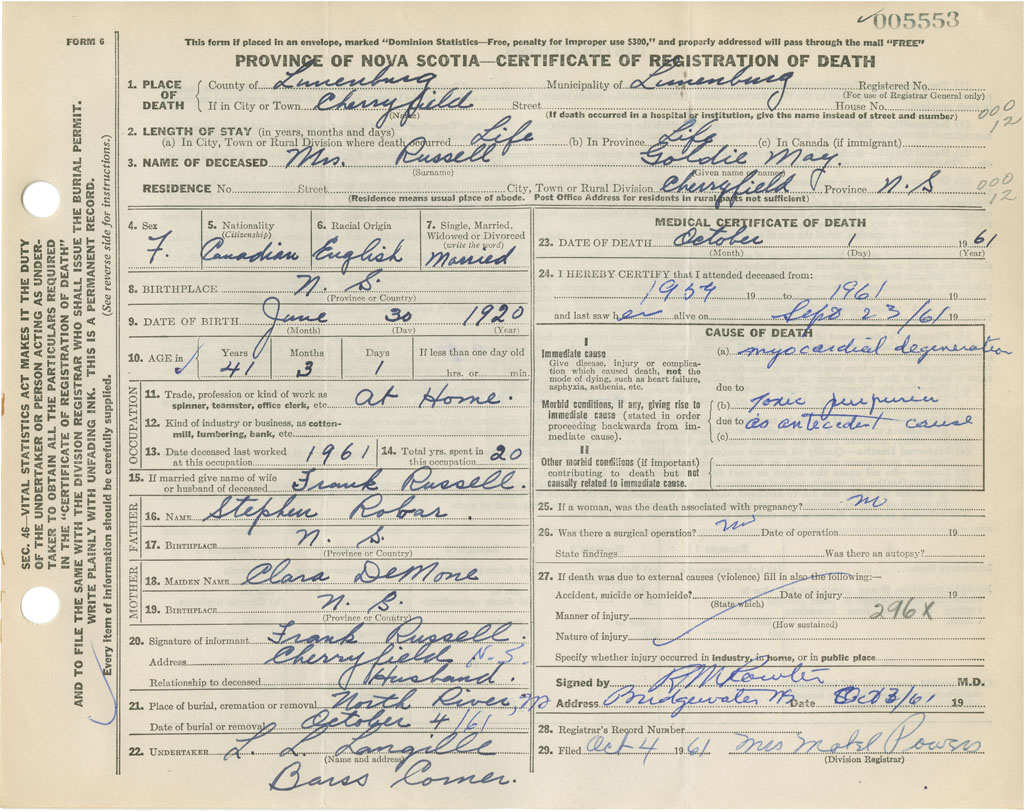 005553
FORM 6
This form if placed in an envelope, marked "Dominion Statistics—Free, penalty for improper use $300," and properly addressed will pass through the mail "FREE"
PROVINCE OF NOVA SCOTIA—CERTIFICATE OF REGISTRATION OF DEATH
1. PLACE OF DEATH
County of Lunenburg Municipality of Lunenburg Registered No.
(For use of Registrar General only)
If in City or Town Cherryfield Street House No.
(Name) (If death occurred in a hospital or institution, give the name instead of street and number)
000
12
2. LENGTH OF STAY (in years, months and days)
(a) In City, Town or Rural Division where death occurred Life (b) In Province Life (c) In Canada (if immigrant)
3. NAME OF DECEASED Mrs. Russell Goldie May.
(Surname) (Given name or names)
RESIDENCE No. Street City, Town or Rural Division Cherryfield Province N. S
(Residence means usual place of abode. Post Office Address for residents in rural parts not sufficient)
000
12
4. Sex F.
5. Nationality (Citizenship) Canadian
6. Racial Origin English
7. Single, Married, Widowed or Divorced (write the word) Married
8. BIRTHPLACE N. S.
(Province or Country)
9. DATE OF BIRTH June 30 1920
(Month) (Day) (Year)
10. AGE in Years Months Days If less than one day old
41 3 1 hrs. or min.
OCCUPATION
11. Trade, profession or kind of work as spinner, teamster, office clerk, etc. At Home.
12. Kind of industry or business, as cotton-mill, lumbering, bank, etc.
13. Date deceased last worked at this occupation 1961 14. Total yrs. spent in this occupation 20
15. If married give name of wife or husband of deceased Frank Russell.
FATHER
16. NAME Stephen Robar.
17. BIRTHPLACE N. S.
(Province or Country)
MOTHER
18. MAIDEN NAME Clara DeMone
19. BIRTHPLACE N. S.
(Province or Country)
20. Signature of informant Frank Russell.
Address Cherryfield N. S.
Relationship to deceased Husband.
21. Place of burial, cremation or removal North River,
Date of burial or removal October 4/61
22. UNDERTAKER L. L. Langille
(Name and address)
Barss Corner.
MEDICAL CERTIFICATE OF DEATH
23. DATE OF DEATH October 1 1961
(Month) (Day) (Year)
24. I HEREBY CERTIFY that I attended deceased from:
1959 19 to 1961 19
and last saw her alive on Sept 23/61 19
CAUSE OF DEATH
I
Immediate cause
Give disease, injury or complication which caused death, not the mode of dying, such as heart failure, asphyxia, asthenia, etc.
(a) myocardial degeneration
due to
Morbid conditions, if any, giving rise to immediate cause (stated in order proceeding backwards from immediate cause).
(b) Toxic
due to as antecedent cause
(c)
II
Other morbid conditions (if important) contributing to death but not causally related to immediate cause.
25. If a woman, was the death associated with pregnancy?
26. Was there a surgical operation? Date of operation 19
State findings Was there an autopsy?
27. If death was due to external causes (violence) fill in also the following:—
Accident, suicide or homicide? Date of injury 19
(State which)
Manner of injury 296X
(How sustained)
Nature of injury
Specify whether injury occurred in industry, in home, or in public place
Signed by M.D.
Address Bridgewater NS Date Oct 3/61 19
28. Registrar's Record Number
29. Filed Oct 4 1961 Mrs Mabel Powers
(Division Registrar)
SEC. 46—VITAL STATISTICS ACT MAKES IT THE DUTY
OF THE UNDERTAKER OR PERSON ACTING AS UNDER-
TAKER TO OBTAIN ALL THE PARTICULARS REQUIRED
IN THE "CERTIFICATE OF REGISTRATION OF DEATH"
AND TO FILE THE SAME WITH THE DIVISION REGISTRAR WHO SHALL ISSUE THE BURIAL PERMIT.
WRITE PLAINLY WITH UNFADING INK. THIS IS A PERMANENT RECORD.
Every item of information should be carefully supplied. (See reverse side for instructions.)